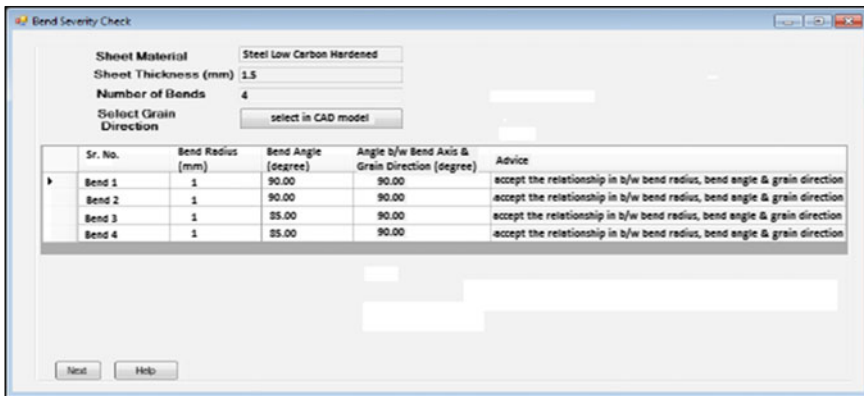 Bend Severity Check
Sheet Material Steel Low Carbon Hardened
Sheet Thickness (mm) 1.5
Number of Bends 4
Select Grain
Direction select in CAD model
Sr. No. Bend Radius (mm) Bend Angle (degree) Angle b/w Bend Axis & Grain Direction (degree) Advice
Bend 1 1 90.00 90.00 accept the relationship in b/w bend radius, bend angle & grain direction
Bend 2 1 90.00 90.00 accept the relationship in b/w bend radius, bend angle & grain direction
Bend 3 1 85.00 90.00 accept the relationship in b/w bend radius, bend angle & grain direction
Bend 4 1 85.00 90.00 accept the relationship in b/w bend radius, bend angle & grain direction
Next Help